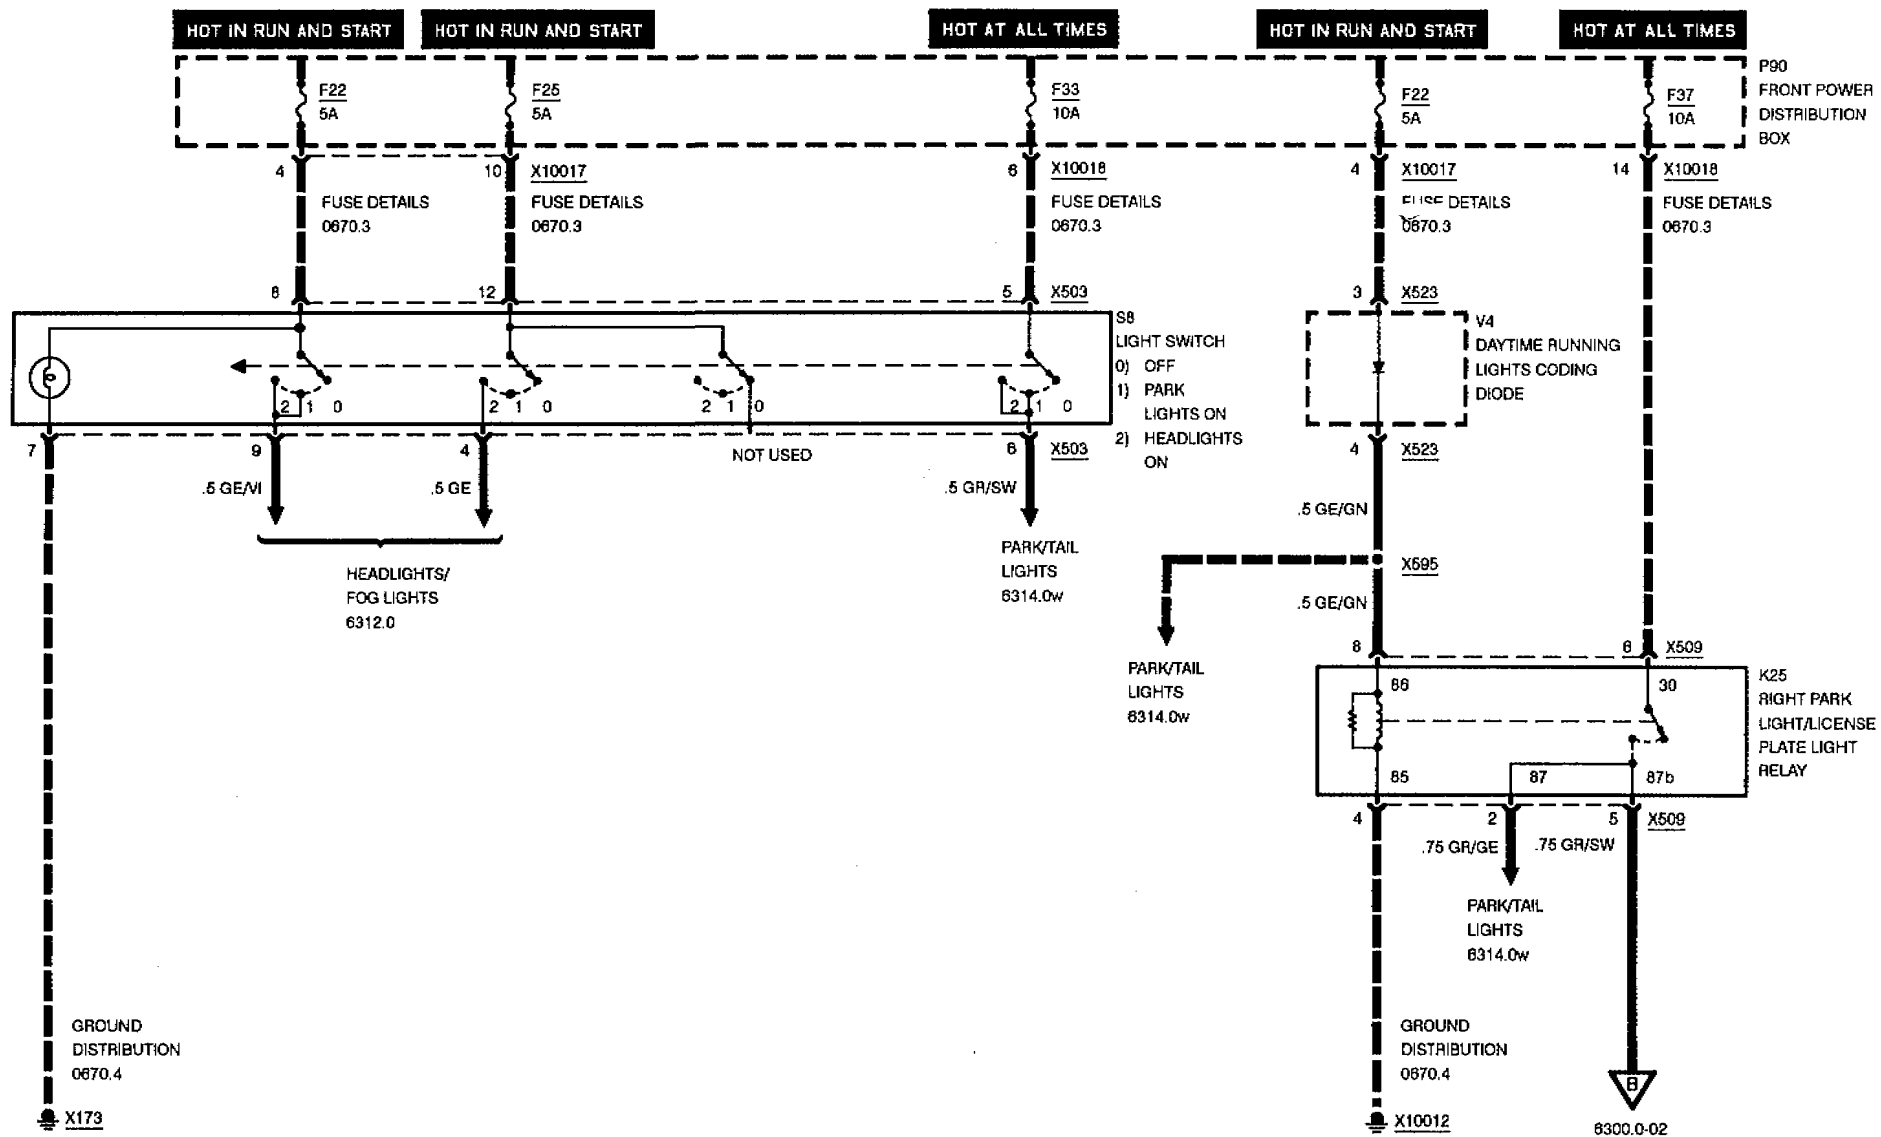 HOT IN RUN AND START
HOT IN RUN AND START
HOT AT ALL TIMES
HOT IN RUN AND START
HOT AT ALL TIMES
F22
5A
F25
5A
F33
10A
F22
5A
F37
10A
P90
FRONT POWER
DISTRIBUTION
BOX
4
10
X10017
6
X10018
4
X10017
14
X10018
FUSE DETAILS
0670.3
FUSE DETAILS
0670.3
FUSE DETAILS
0670.3
FUSE DETAILS
0670.3
FUSE DETAILS
0670.3
8
12
5
X503
3
X523
S8
LIGHT SWITCH
0) OFF
1) PARK
LIGHTS ON
2) HEADLIGHTS
ON
V4
DAYTIME RUNNING
LIGHTS CODING
DIODE
2 1 0
2 1 0
2 1 0
2 1 0
7
9
4
NOT USED
6
X503
4
X523
.5 GE/VI
.5 GE
.5 GR/SW
.5 GE/GN
HEADLIGHTS/
FOG LIGHTS
6312.0
PARK/TAIL
LIGHTS
6314.0w
X595
.5 GE/GN
PARK/TAIL
LIGHTS
6314.0w
8
6
X509
86
30
K25
RIGHT PARK
LIGHT/LICENSE
PLATE LIGHT
RELAY
85
87
87b
4
2
5
X509
.75 GR/GE
.75 GR/SW
PARK/TAIL
LIGHTS
6314.0w
GROUND
DISTRIBUTION
0670.4
X173
GROUND
DISTRIBUTION
0670.4
X10012
B
6300.0-02